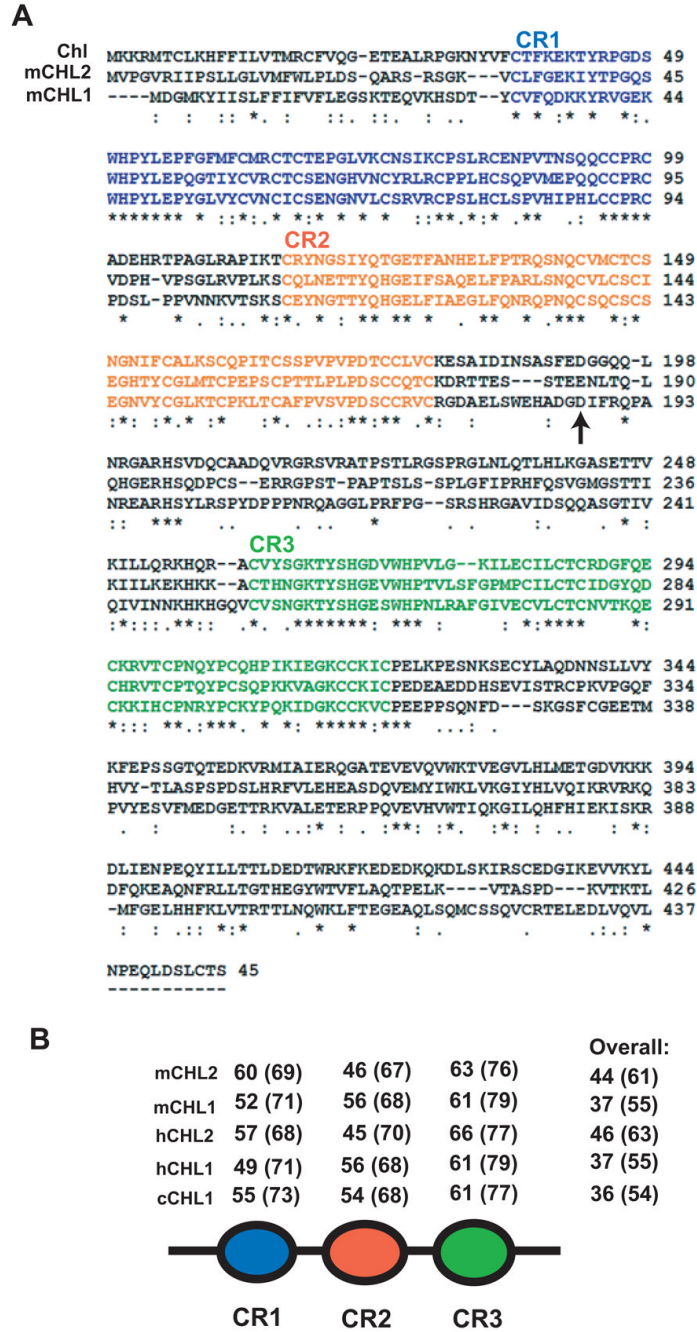 A
CR1
Chl MKKRMTCLKHFFILVTMRCFVQG-ETEALRPGKNYVFCTFKEKTYRPGDS 49
mCHL2 MVPGVRIIPSLLGLVMFWLPLDS-QARS-RSGK-VCLFGEKIYTPGQS 45
mCHL1 ----MDGMKYIISLFFIFVFLEGSKTEQVKHSDT-YCVFQDKKYRVGEK 44
WHPYLEPFGFMFCMRCTCTEPGLVKCNSIKCPSLRCENPVTNSQQCCPRC 99
WHPYLEPQGTIYCVRCTCSENGHVNCYRLRCPPLHCSQPVMEPQQCCPRC 95
WHPYLEPYGLVYCVNCICSENGNVLCSRVRCPSLHCLSPVHIPHLCCPRC 94
CR2
ADEHRTPAGLRAPIKTCRYNGSIYQTGETFANHELFPTRQSNQCVMCTCS 149
VDPH-VPSGLRVPLKSCQLNETTYQHGEIFSAQELFPARLSNQCVLCSCI 144
PDSL-PPVNNKVTSKSCEYNGTTYQHGELFIAEGLFQNRQPNQCSQCSCS 143
NGNIFCALKSCQPITCSSPVPVPDTCCLVCKESAIDINSASFEDGGQQ-L 198
EGHTYCGLMTCPEPSCPTTLPLPDSCCQTCKDRTTES--STEENLTQ-L 190
EGNVYCGLKTCPKLTCAFPVSVPDSCCRVCRGDAELSWEHADGDIFRQPA 193
NRGARHSVDQCAADQVRGRSVRATPSTLRGSPRGLNLQTLHLKGASETTV 248
QHGERHSQDPCS--ERRGPST-PAPTSLS-SPLGFIPRHFQSVGMGSTTI 236
NREARHSYLRSPYDPPPNRQAGGLPRFPG--SRSHRGAVIDSQQASGTIV 241
CR3
KILLQRKHQR--ACVYSGKTYSHGDVWHPVLG--KILECILCTCRDGFQE 294
KIILKEKHKK--ACTHNGKTYSHGEVWHPTVLSFGPMPCILCTCIDGYQD 284
QIVINNKHKHGQVCVSNGKTYSHGESWHPNLRAFGIVECVLCTCNVTKQE 291
CKRVTCPNQYPCQHPIKIEGKCCKICPELKPESNKSECYLAQDNNSLLVY 344
CHRVTCPTQYPCSQPKKVAGKCCKICPEDEAEDDHSEVISTRCPKVPGQF 334
CKKIHCPNRYPCKYPQKIDGKCCKVCPEEPPSQNFD---SKGSFCGEETM 338
KFEPSSGTQTEDKVRMIAIERQGATEVEVQVWKTVEGVLHLMETGDVKKK 394
HVY-TLASPSPDSLHRFVLEHEASDQVEMYIWKLVKGIYHLVQIKRVRKQ 383
PVYESVFMEDGETTRKVALETERPPQVEVHVWTIQKGILQHFHIEKISKR 388
DLIENPEQYILLTTLDEDTWRKFKEDEDKQKDLSKIRSCEDGIKEVVKYL 444
DFQKEAQNFRLLTGTHEGYWTVFLAQTPELK----VTASPD---KVTKTL 426
-MFGELHHFKLVTRTTLNQWKLFTEGEAQLSQMCSSQVCRTELEDLVQVL 437
NPEQLDSLCTS 45
-----------
B
Overall:
mCHL2 60 (69) 46 (67) 63 (76) 44 (61)
mCHL1 52 (71) 56 (68) 61 (79) 37 (55)
hCHL2 57 (68) 45 (70) 66 (77) 46 (63)
hCHL1 49 (71) 56 (68) 61 (79) 37 (55)
cCHL1 55 (73) 54 (68) 61 (77) 36 (54)
CR1 CR2 CR3